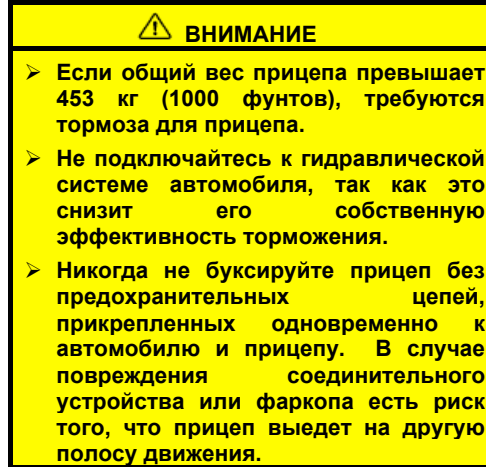 ВНИМАНИЕ
➢ Если общий вес прицепа превышает
453 кг (1000 фунтов), требуются
тормоза для прицепа.
➢ Не подключайтесь к гидравлической
системе автомобиля, так как это
снизит его собственную
эффективность торможения.
➢ Никогда не буксируйте прицеп без
предохранительных цепей,
прикрепленных одновременно к
автомобилю и прицепу. В случае
повреждения соединительного
устройства или фаркопа есть риск
того, что прицеп выедет на другую
полосу движения.